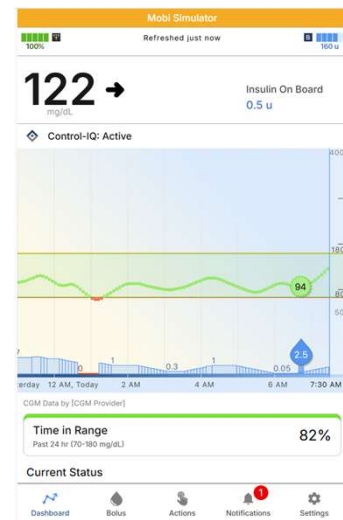 Mobi Simulator
100%
Refreshed just now
B
160 u
122
mg/dL
Insulin On Board
0.5 u
Control-IQ: Active
400
180
94
50
2.5
0
1
0.3
1
0.05
erday 12 AM, Today 2 AM 4 AM 6 AM 7:30 AM
CGM Data by [CGM Provider]
Time in Range
Past 24 hr (70-180 mg/dL)
82%
Current Status
1
Dashboard Bolus Actions Notifications Settings